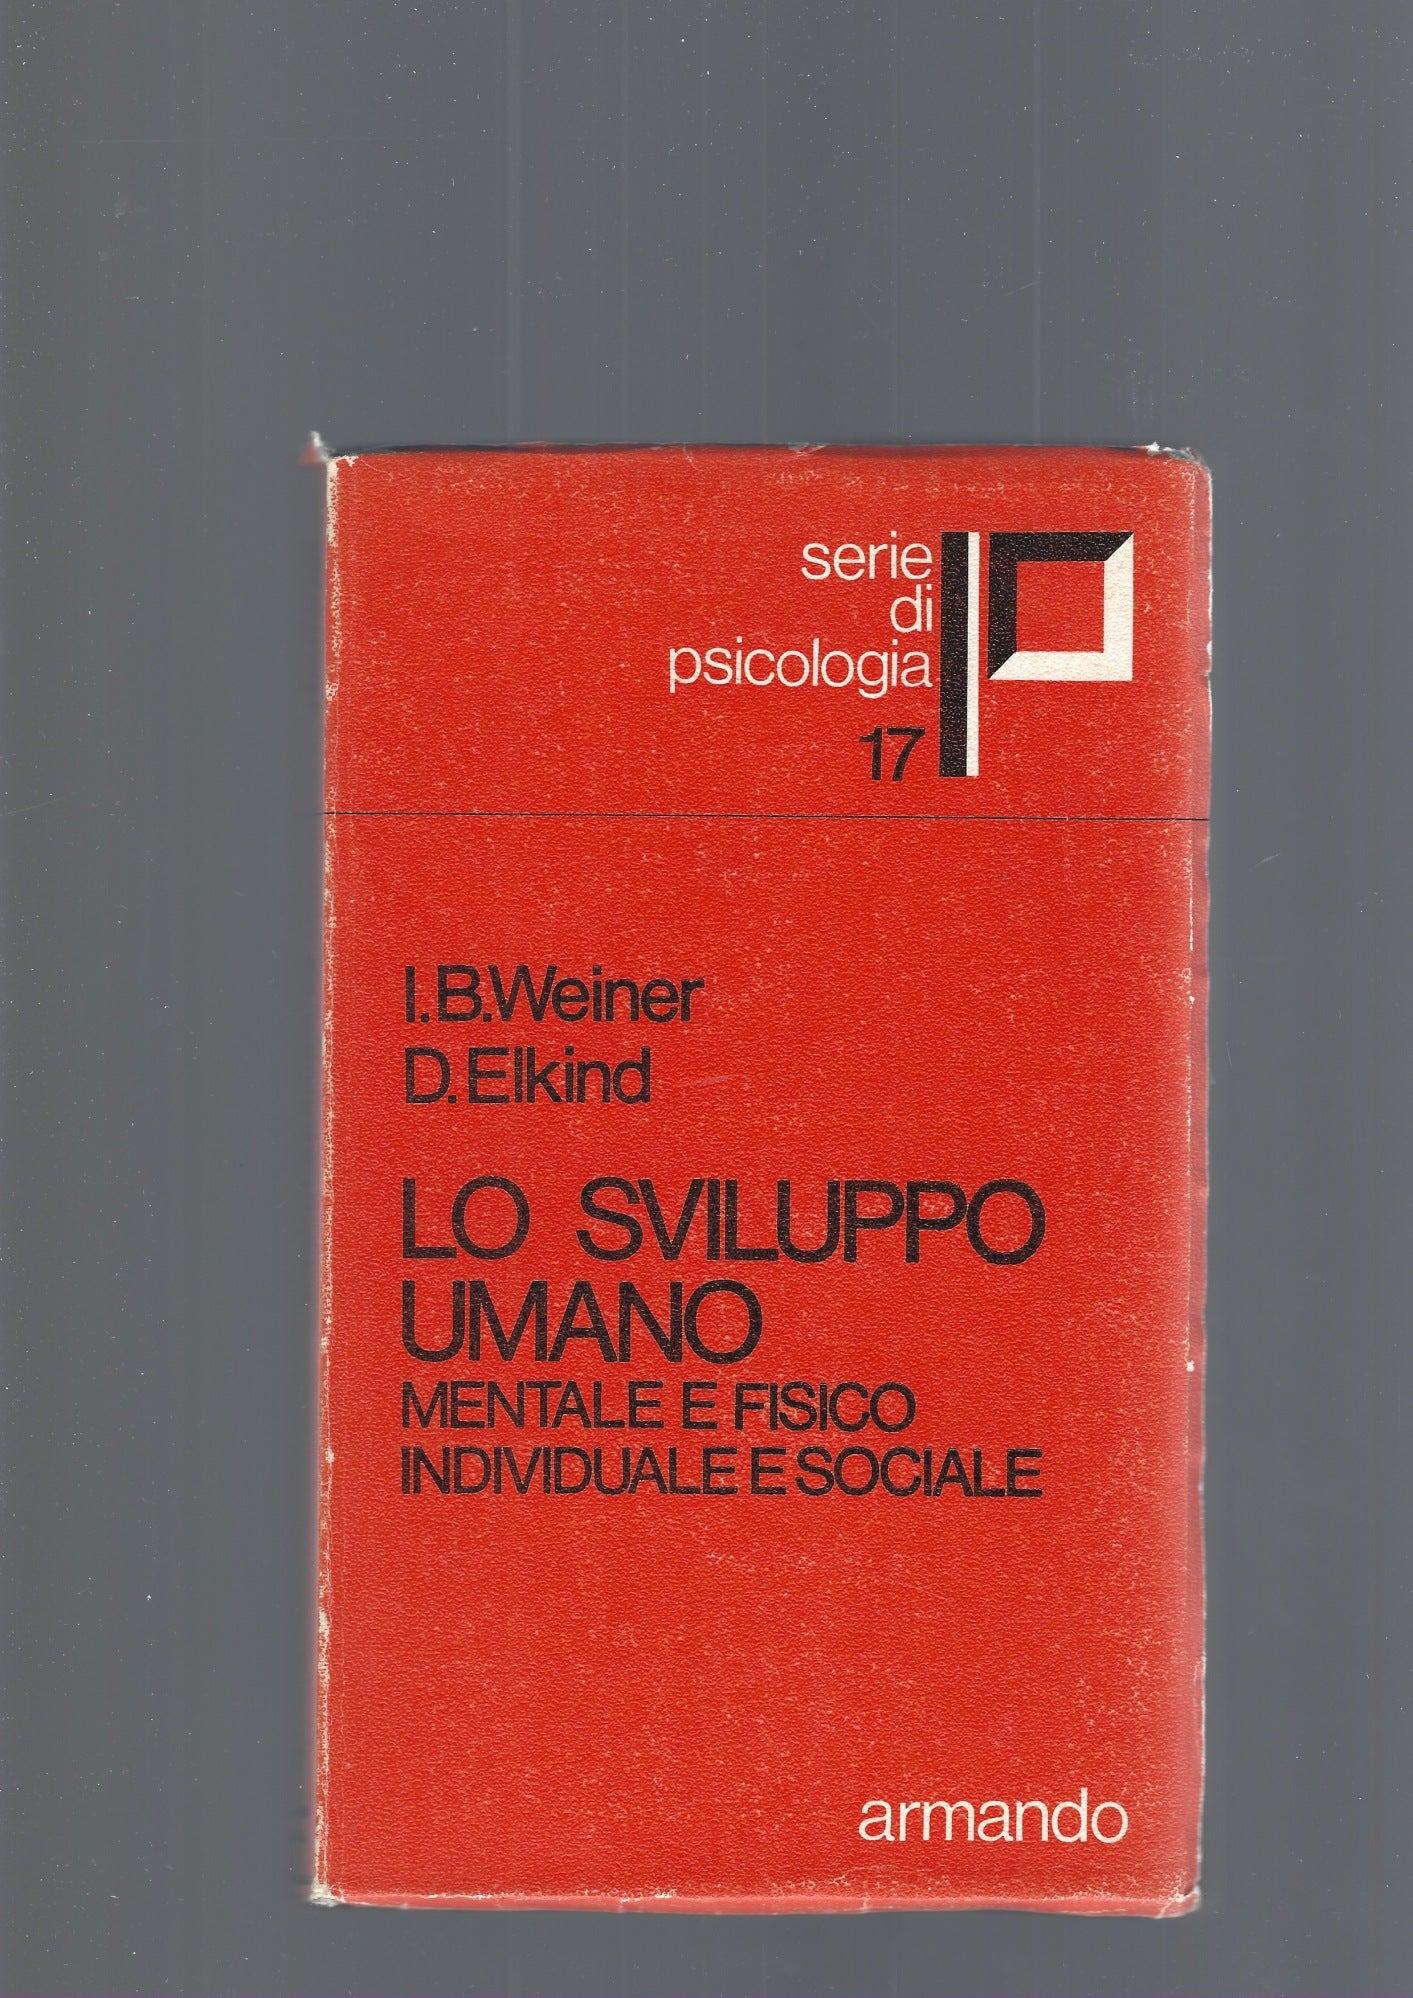 serie
di
psicologia
17
I.B.Weiner
D.Elkind
LO SVILUPPO
UMANO
MENTALE E FISICO
INDIVIDUALE E SOCIALE
armando